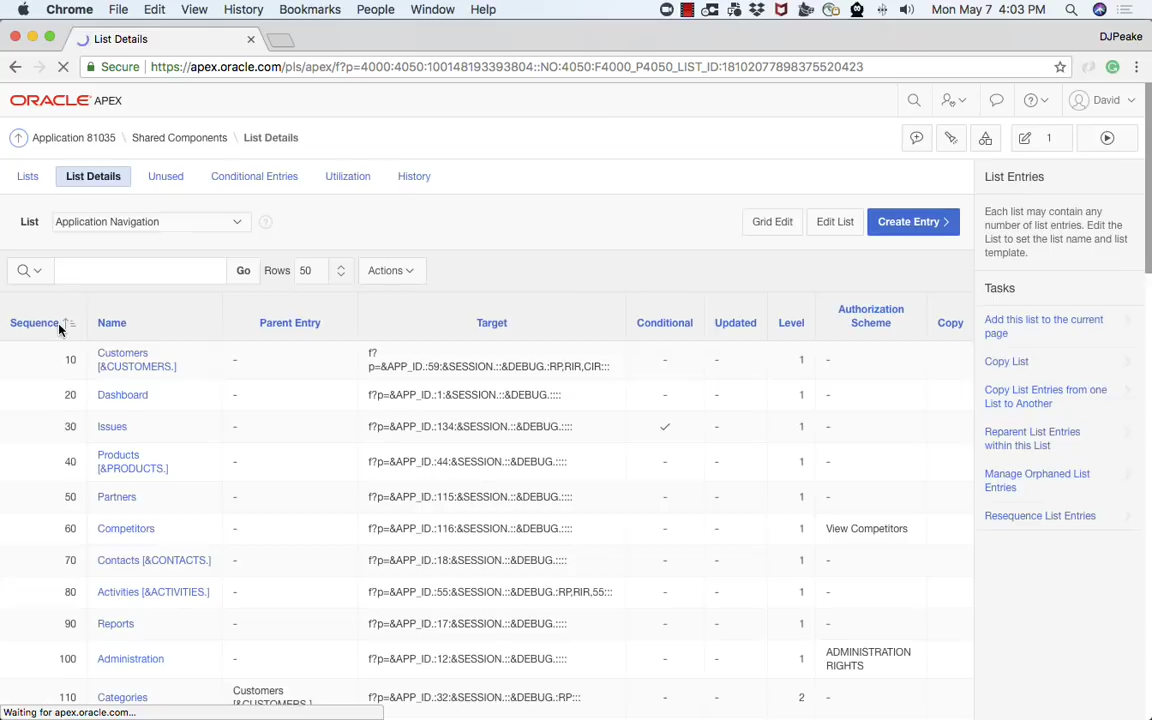 Chrome File Edit View History Bookmarks People Window Help Mon May 7 4:03 PM
List Details DJPeake
Secure https://apex.oracle.com/pls/apex/f?p=4000:4050:100148193393804::NO:4050:F4000_P4050_LIST_ID:18102077898375520423
ORACLE APEX David
Application 81035 \ Shared Components \ List Details 1
Lists List Details Unused Conditional Entries Utilization History
List Application Navigation Grid Edit Edit List Create Entry
Go Rows 50 Actions
Sequence Name Parent Entry Target Conditional Updated Level Authorization Scheme Copy
10 Customers [&CUSTOMERS.] - f?p=&APP_ID.:59:&SESSION.::&DEBUG.:RP,RIR,CIR::: - - 1 -
20 Dashboard - f?p=&APP_ID.:1:&SESSION.::&DEBUG.:::: - - 1 -
30 Issues - f?p=&APP_ID.:134:&SESSION.::&DEBUG.:::: - 1 -
40 Products [&PRODUCTS.] - f?p=&APP_ID.:44:&SESSION.::&DEBUG.:::: - - 1 -
50 Partners - f?p=&APP_ID.:115:&SESSION.::&DEBUG.:::: - - 1 -
60 Competitors - f?p=&APP_ID.:116:&SESSION.::&DEBUG.:::: - - 1 View Competitors
70 Contacts [&CONTACTS.] - f?p=&APP_ID.:18:&SESSION.::&DEBUG.:::: - - 1 -
80 Activities [&ACTIVITIES.] - f?p=&APP_ID.:55:&SESSION.::&DEBUG.:RP,RIR,55::: - - 1 -
90 Reports - f?p=&APP_ID.:17:&SESSION.::&DEBUG.:::: - - 1 -
100 Administration - f?p=&APP_ID.:12:&SESSION.::&DEBUG.:::: - - 1 ADMINISTRATION RIGHTS
110 Categories Customers [&CUSTOMERS.] f?p=&APP_ID.:32:&SESSION.::&DEBUG.:RP::: - - 2 -
Waiting for apex.oracle.com...
List Entries
Each list may contain any
number of list entries. Edit the
List to set the list name and list
template.
Tasks
Add this list to the current
page
Copy List
Copy List Entries from one
List to Another
Reparent List Entries
within this List
Manage Orphaned List
Entries
Resequence List Entries